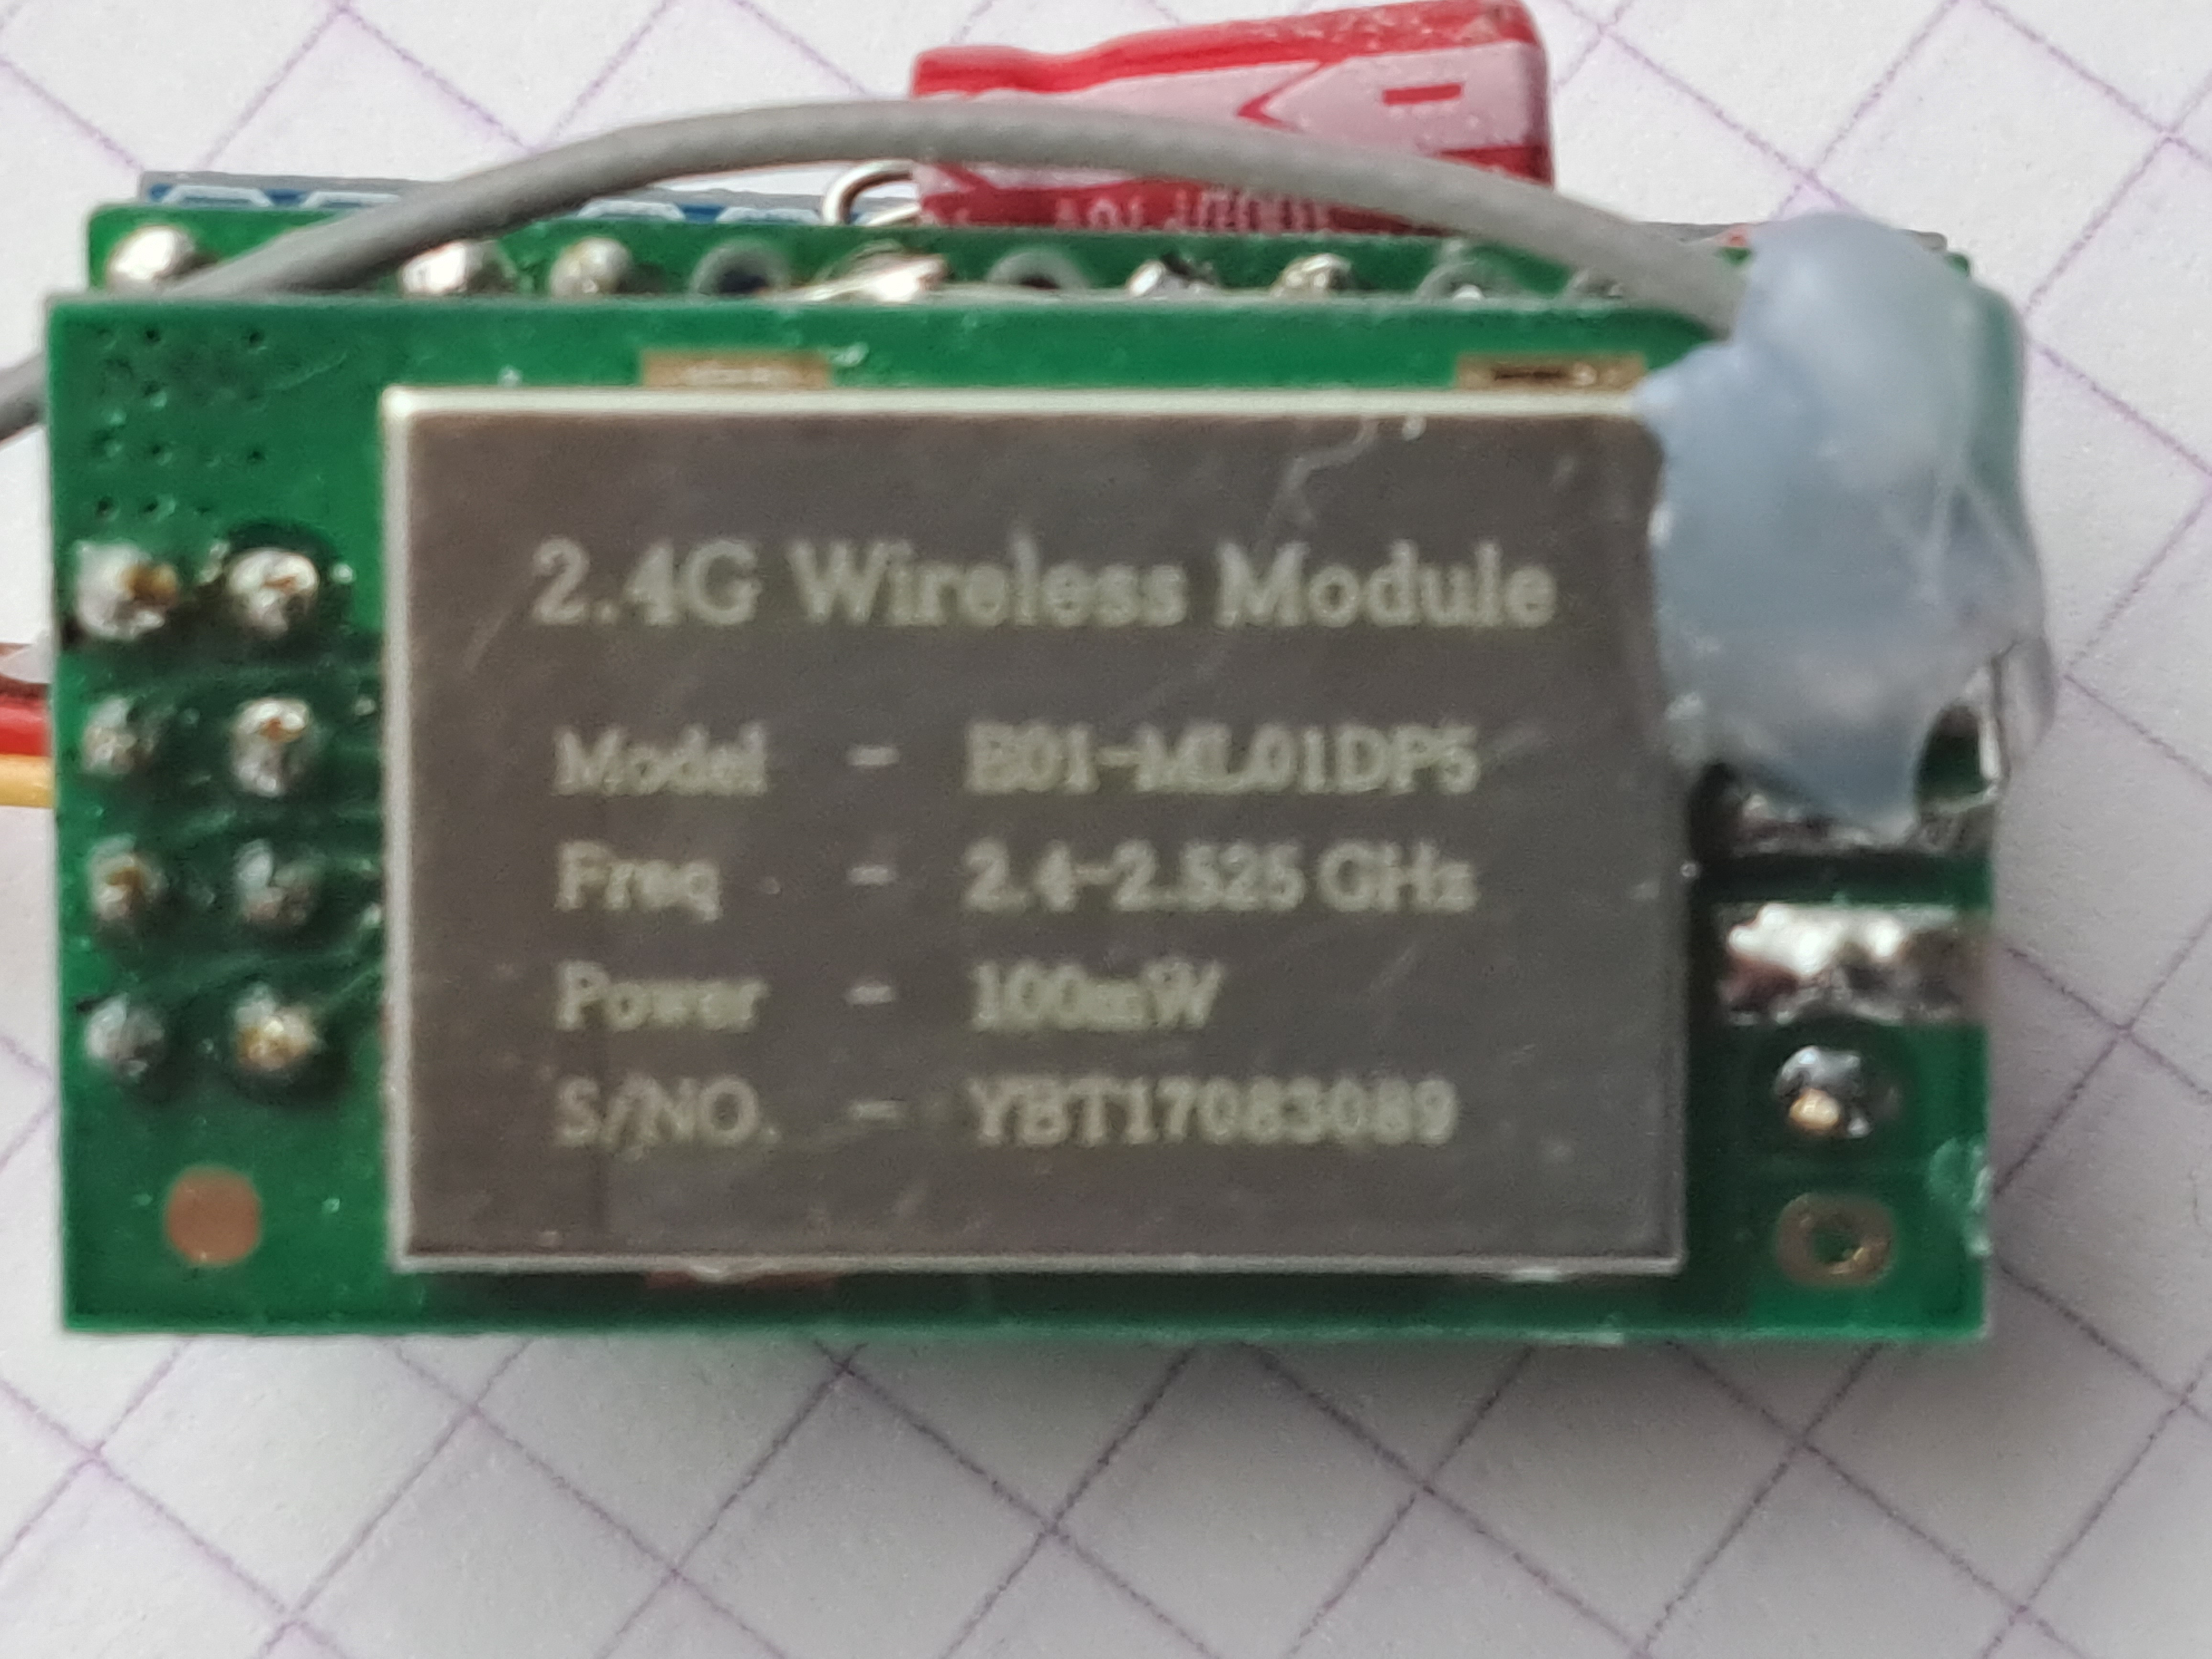 2.4G Wireless Module
Model - E01-ML01DP5
Freq - 2.4-2.525 GHz
Power - 100mW
S/NO. - YBT17083089